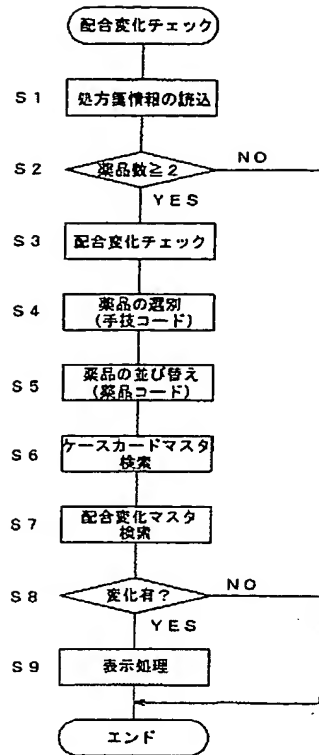 配合変化チェック
S1
処方箋情報の読込
S2
薬品数≧2
NO
YES
S3
配合変化チェック
S4
薬品の選別
(手技コード)
S5
薬品の並び替え
(薬品コード)
S6
ケースカードマスタ
検索
S7
配合変化マスタ
検索
S8
変化有?
NO
YES
S9
表示処理
エンド